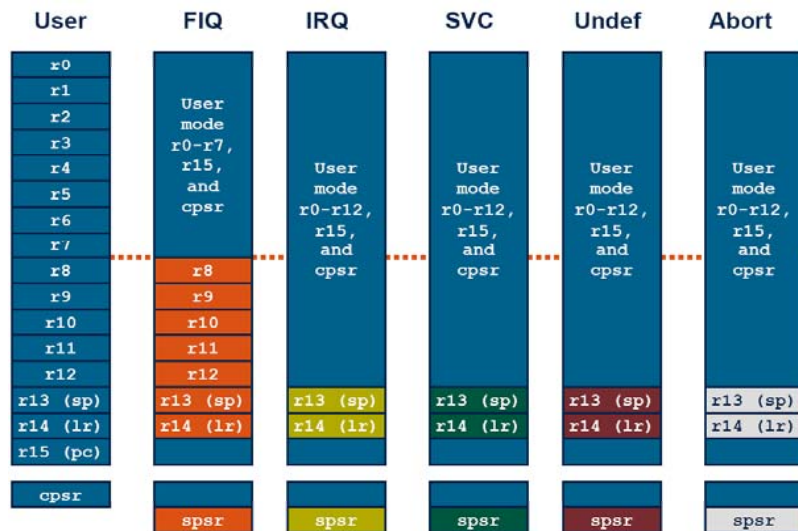 User
FIQ
IRQ
SVC
Undef
Abort
r0
r1
r2
r3
r4
r5
r6
r7
r8
r9
r10
r11
r12
r13 (sp)
r14 (lr)
r15 (pc)
cpsr
User
mode
r0-r7,
r15,
and
cpsr
r8
r9
r10
r11
r12
r13 (sp)
r14 (lr)
spsr
User
mode
r0-r12,
r15,
and
cpsr
r13 (sp)
r14 (lr)
spsr
User
mode
r0-r12,
r15,
and
cpsr
r13 (sp)
r14 (lr)
spsr
User
mode
r0-r12,
r15,
and
cpsr
r13 (sp)
r14 (lr)
spsr
User
mode
r0-r12,
r15,
and
cpsr
r13 (sp)
r14 (lr)
spsr